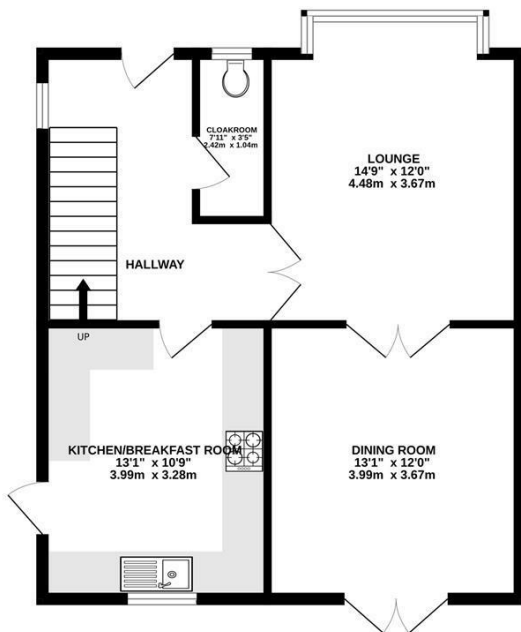 CLOAKROOM
7'11" x 3'5"
2.42m x 1.04m
LOUNGE
14'9" x 12'0"
4.48m x 3.67m
HALLWAY
UP
KITCHEN/BREAKFAST ROOM
13'1" x 10'9"
3.99m x 3.28m
DINING ROOM
13'1" x 12'0"
3.99m x 3.67m